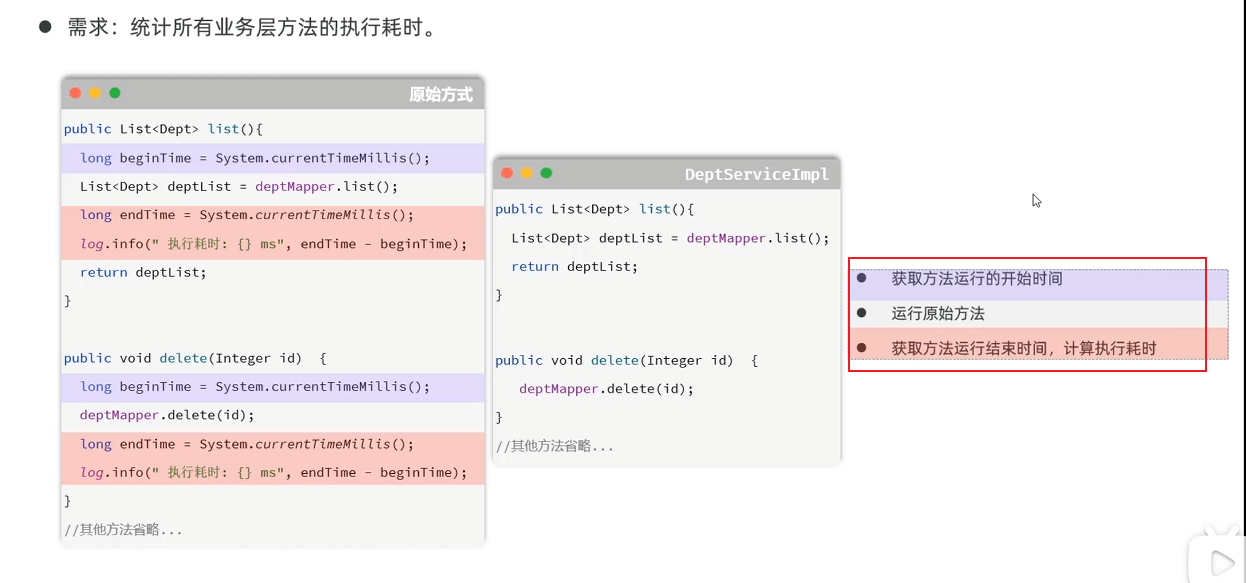 ● 需求：统计所有业务层方法的执行耗时。
原始方式
public List<Dept> list(){
long beginTime = System.currentTimeMillis();
List<Dept> deptList = deptMapper.list();
long endTime = System.currentTimeMillis();
log.info(" 执行耗时: {} ms", endTime - beginTime);
return deptList;
}
public void delete(Integer id) {
long beginTime = System.currentTimeMillis();
deptMapper.delete(id);
long endTime = System.currentTimeMillis();
log.info(" 执行耗时: {} ms", endTime - beginTime);
}
//其他方法省略...
DeptServiceImpl
public List<Dept> list(){
List<Dept> deptList = deptMapper.list();
return deptList;
}
public void delete(Integer id) {
deptMapper.delete(id);
}
//其他方法省略...
● 获取方法运行的开始时间
● 运行原始方法
● 获取方法运行结束时间，计算执行耗时